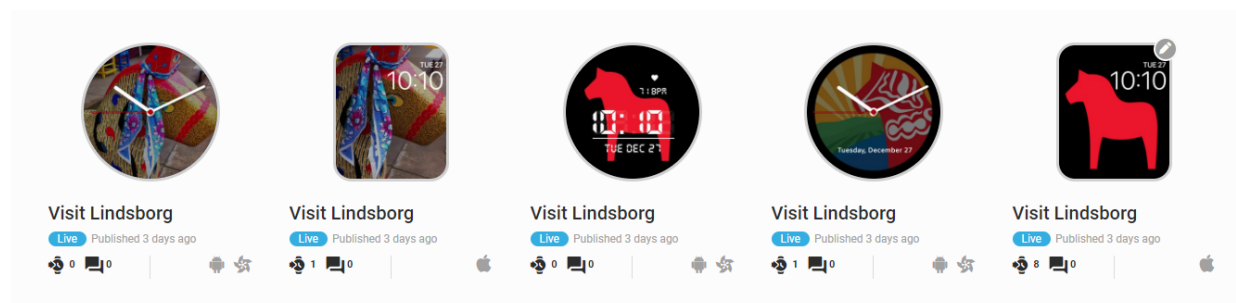 TUE 27
10:10
TUE 27
10:10
71BPM
10:10
TUE DEC 27
Tuesday, December 27
Visit Lindsborg
Visit Lindsborg
Visit Lindsborg
Visit Lindsborg
Visit Lindsborg
Live Published 3 days ago
Live Published 3 days ago
Live Published 3 days ago
Live Published 3 days ago
Live Published 3 days ago
0 0
1 0
0 0
1 0
8 0